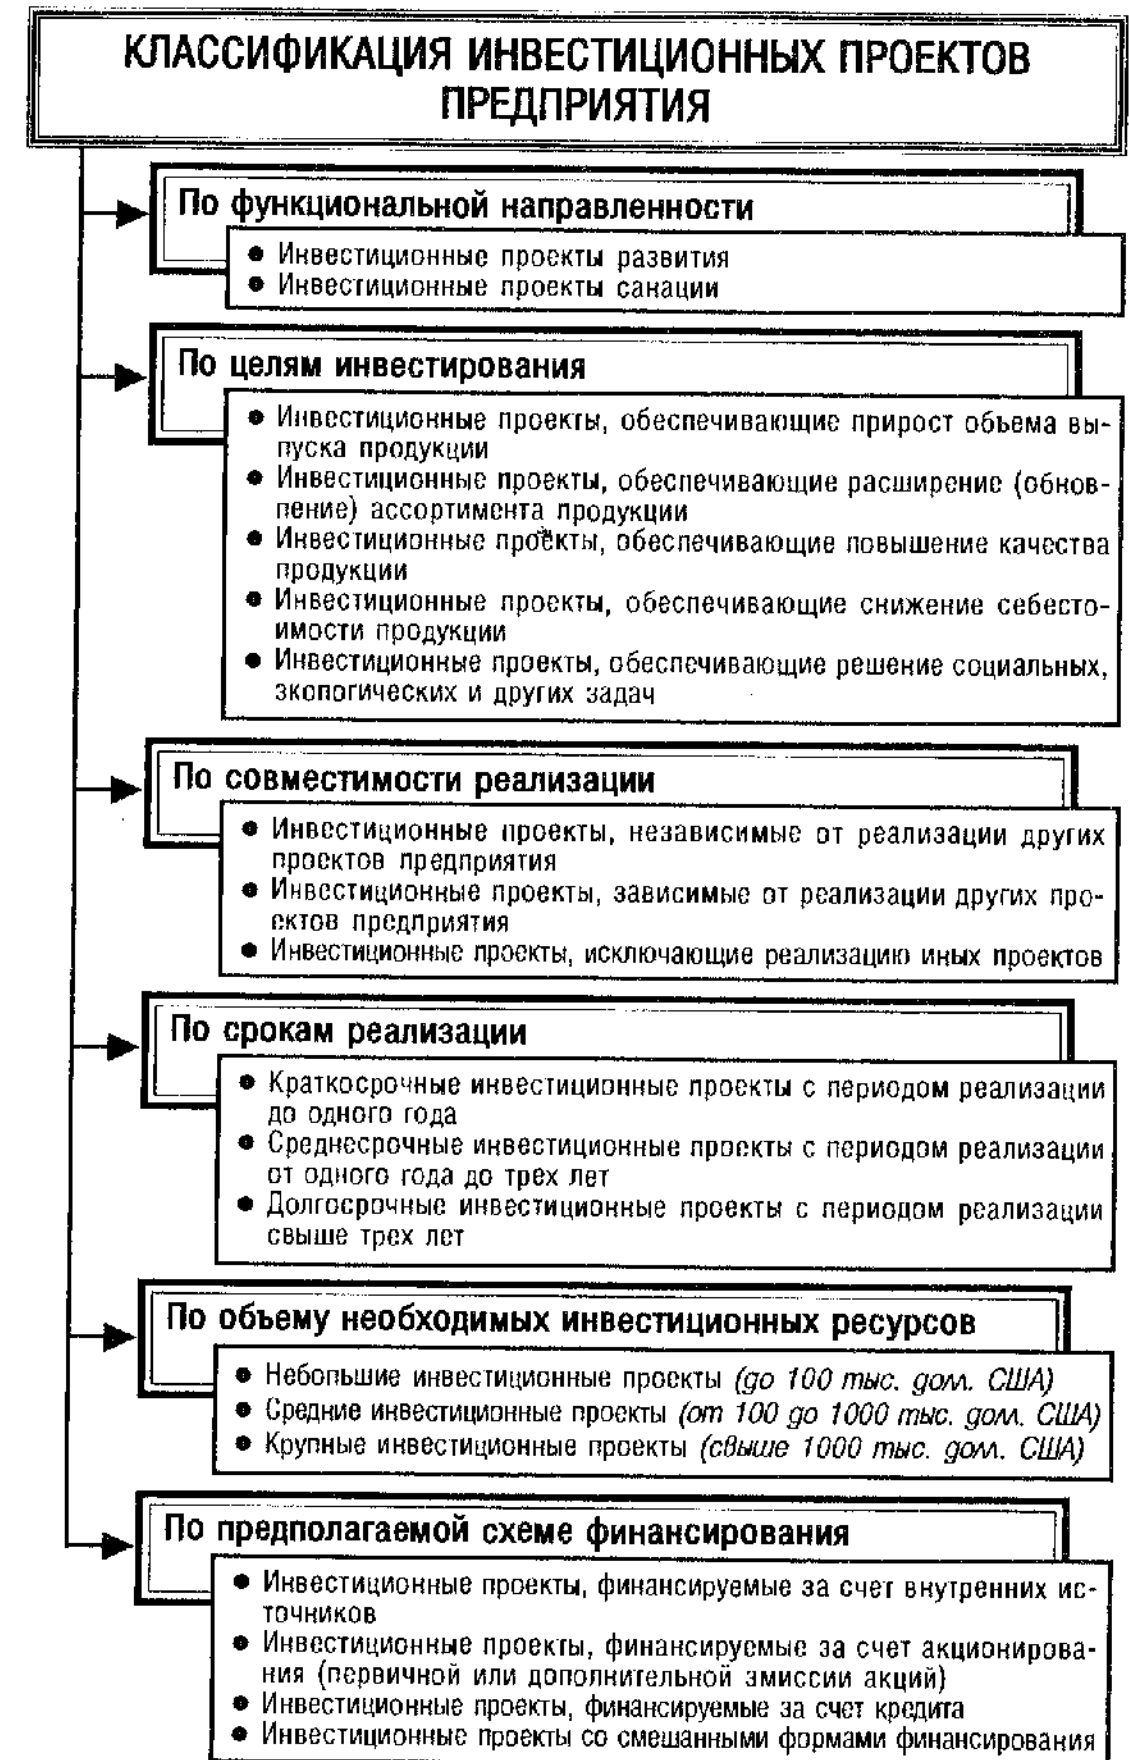 КЛАССИФИКАЦИЯ ИНВЕСТИЦИОННЫХ ПРОЕКТОВ
ПРЕДПРИЯТИЯ
По функциональной направленности
● Инвестиционные проекты развития
● Инвестиционные проекты санации
По целям инвестирования
● Инвестиционные проекты, обеспечивающие прирост объема вы-
пуска продукции
● Инвестиционные проекты, обеспечивающие расширение (обнов-
ление) ассортимента продукции
● Инвестиционные проекты, обеспечивающие повышение качества
продукции
● Инвестиционные проекты, обеспечивающие снижение себесто-
имости продукции
● Инвестиционные проекты, обеспечивающие решение социальных,
экологических и других задач
По совместимости реализации
● Инвестиционные проекты, независимые от реализации других
проектов предприятия
● Инвестиционные проекты, зависимые от реализации других про-
ектов предприятия
● Инвестиционные проекты, исключающие реализацию иных проектов
По срокам реализации
● Краткосрочные инвестиционные проекты с периодом реализации
до одного года
● Среднесрочные инвестиционные проекты с периодом реализации
от одного года до трех лет
● Долгосрочные инвестиционные проекты с периодом реализации
свыше трех лет
По объему необходимых инвестиционных ресурсов
● Небольшие инвестиционные проекты (до 100 тыс. долл. США)
● Средние инвестиционные проекты (от 100 до 1000 тыс. долл. США)
● Крупные инвестиционные проекты (свыше 1000 тыс. долл. США)
По предполагаемой схеме финансирования
● Инвестиционные проекты, финансируемые за счет внутренних ис-
точников
● Инвестиционные проекты, финансируемые за счет акционирова-
ния (первичной или дополнительной эмиссии акций)
● Инвестиционные проекты, финансируемые за счет кредита
● Инвестиционные проекты со смешанными формами финансирования